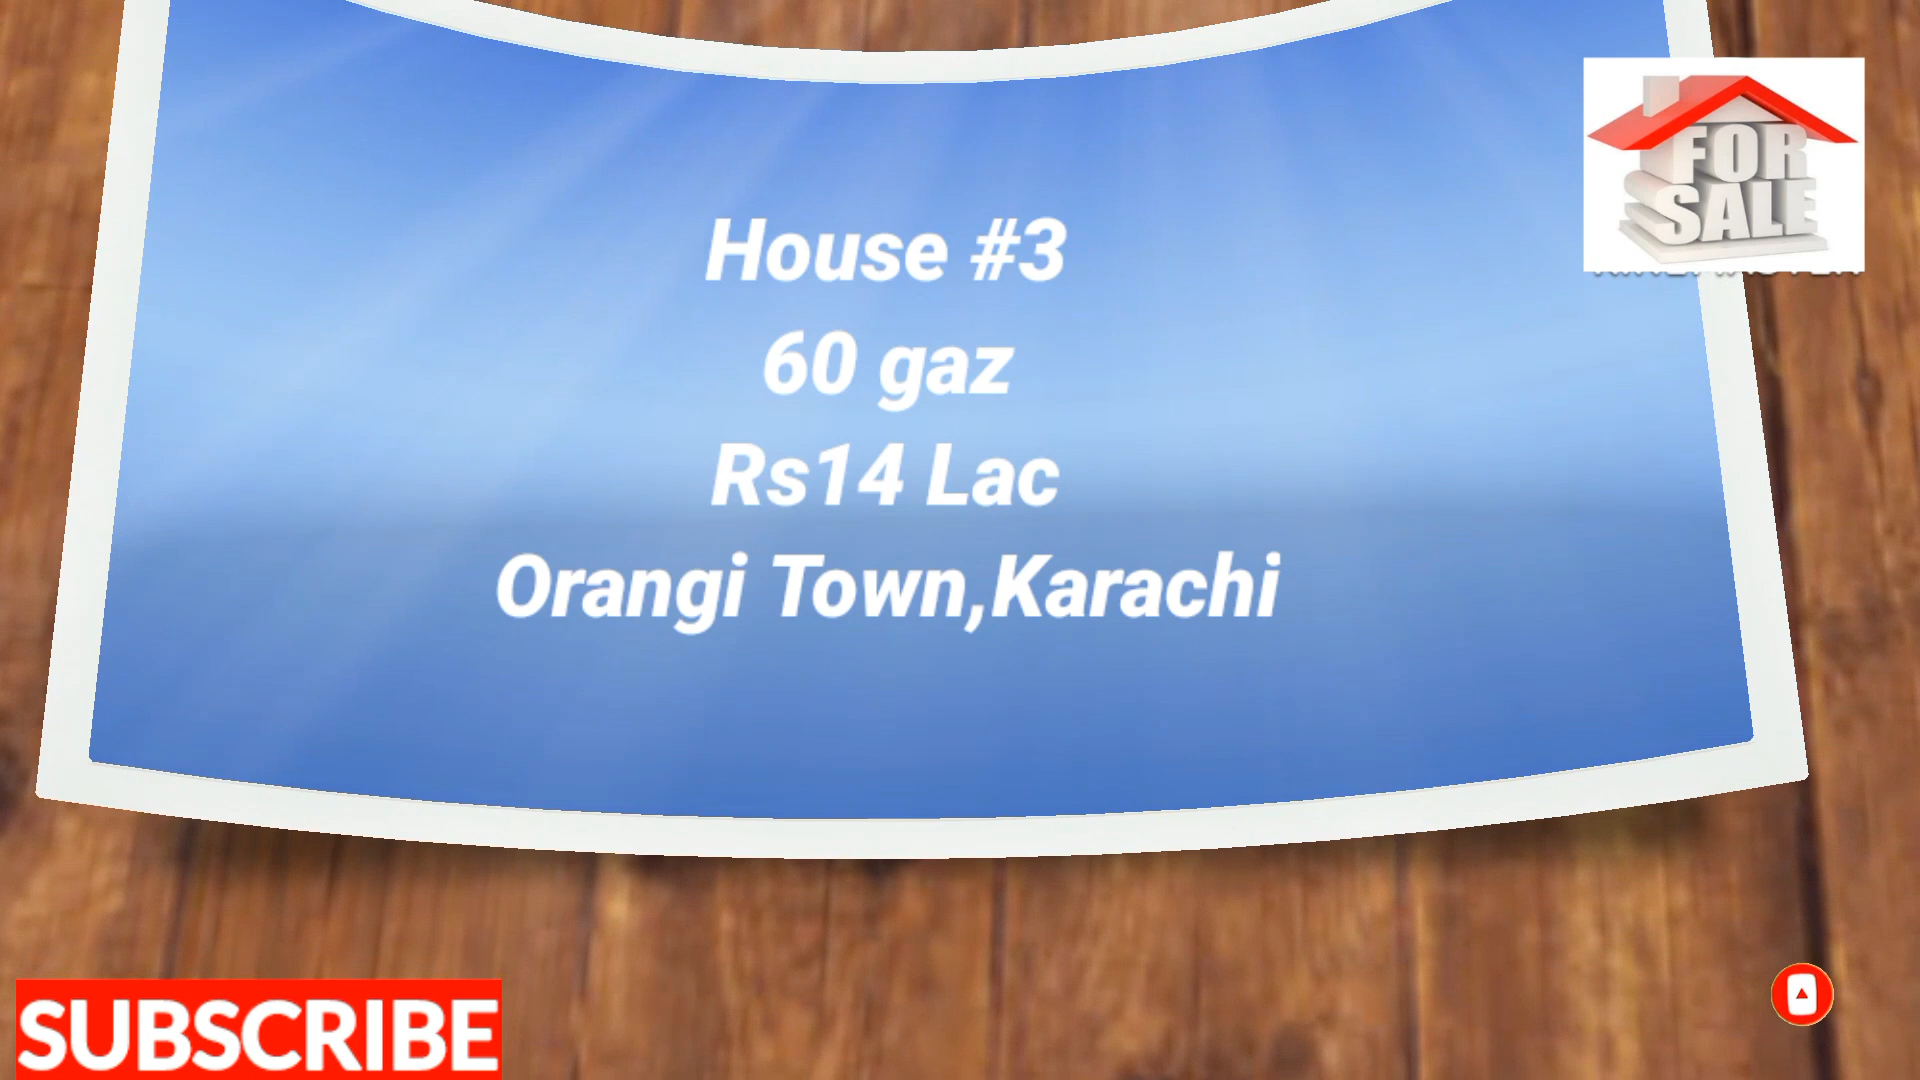 FOR
SALE
House #3
60 gaz
Rs14 Lac
Orangi Town,Karachi
SUBSCRIBE